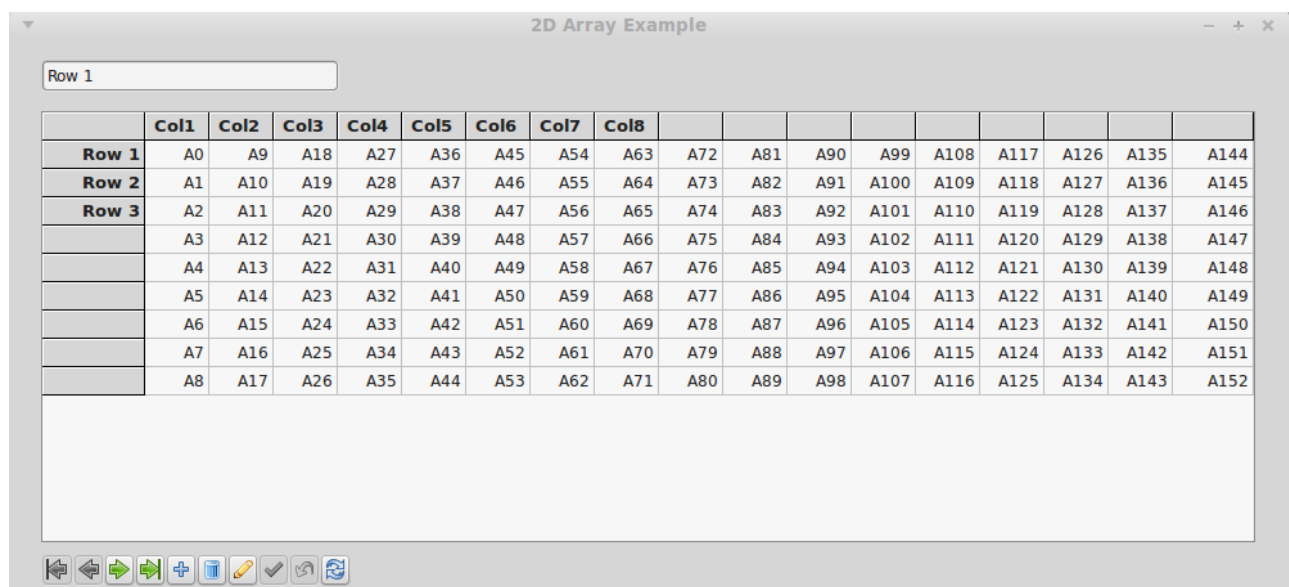 2D Array Example
Row 1
Col1 Col2 Col3 Col4 Col5 Col6 Col7 Col8
Row 1 A0 A9 A18 A27 A36 A45 A54 A63 A72 A81 A90 A99 A108 A117 A126 A135 A144
Row 2 A1 A10 A19 A28 A37 A46 A55 A64 A73 A82 A91 A100 A109 A118 A127 A136 A145
Row 3 A2 A11 A20 A29 A38 A47 A56 A65 A74 A83 A92 A101 A110 A119 A128 A137 A146
A3 A12 A21 A30 A39 A48 A57 A66 A75 A84 A93 A102 A111 A120 A129 A138 A147
A4 A13 A22 A31 A40 A49 A58 A67 A76 A85 A94 A103 A112 A121 A130 A139 A148
A5 A14 A23 A32 A41 A50 A59 A68 A77 A86 A95 A104 A113 A122 A131 A140 A149
A6 A15 A24 A33 A42 A51 A60 A69 A78 A87 A96 A105 A114 A123 A132 A141 A150
A7 A16 A25 A34 A43 A52 A61 A70 A79 A88 A97 A106 A115 A124 A133 A142 A151
A8 A17 A26 A35 A44 A53 A62 A71 A80 A89 A98 A107 A116 A125 A134 A143 A152